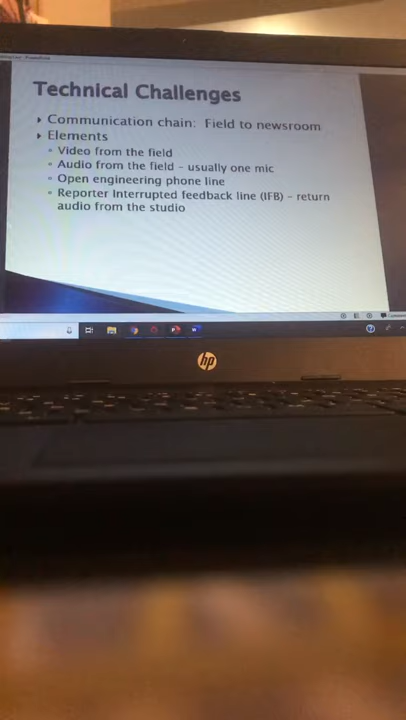 Technical Challenges
Communication chain: Field to newsroom
Elements
Video from the field
Audio from the field – usually one mic
Open engineering phone line
Reporter Interrupted feedback line (IFB) – return
audio from the studio
hp